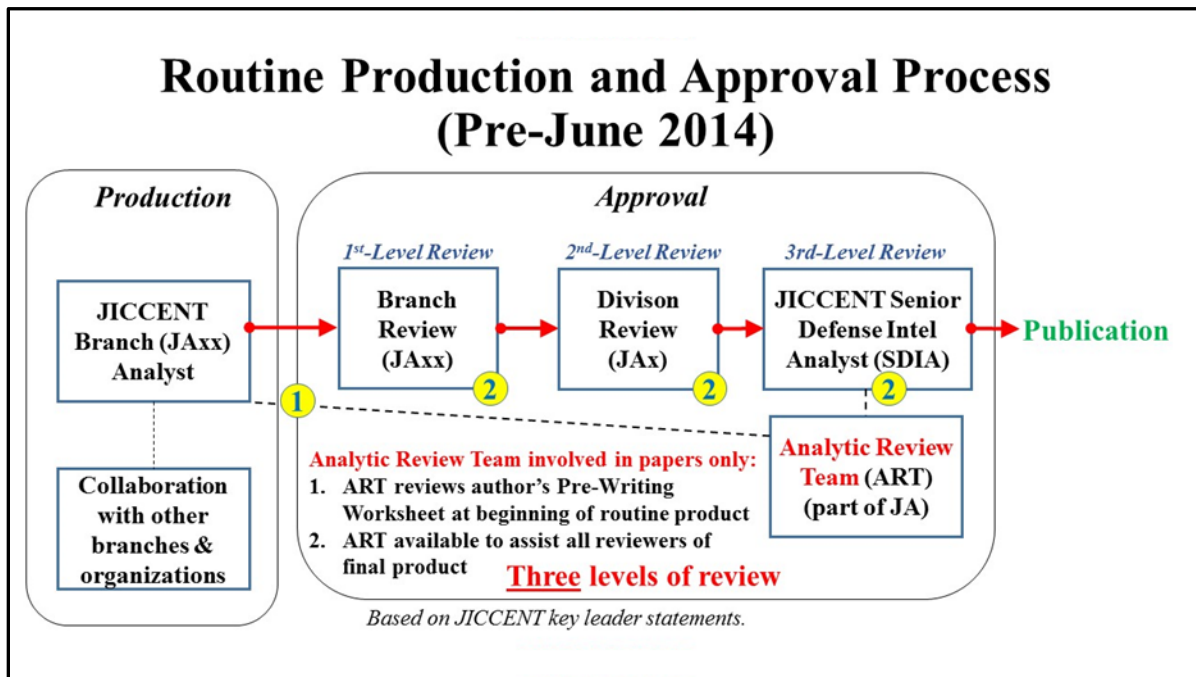 Routine Production and Approval Process
(Pre-June 2014)
Production
JICCENT
Branch (JAxx)
Analyst
Collaboration
with other
branches &
organizations
Approval
1st-Level Review
Branch
Review
(JAxx)
2
2nd-Level Review
Divison
Review
(JAx)
2
3rd-Level Review
JICCENT Senior
Defense Intel
Analyst (SDIA)
2
Publication
1
Analytic Review
Team (ART)
(part of JA)
Analytic Review Team involved in papers only:
1. ART reviews author's Pre-Writing
Worksheet at beginning of routine product
2. ART available to assist all reviewers of
final product
Three levels of review
Based on JICCENT key leader statements.